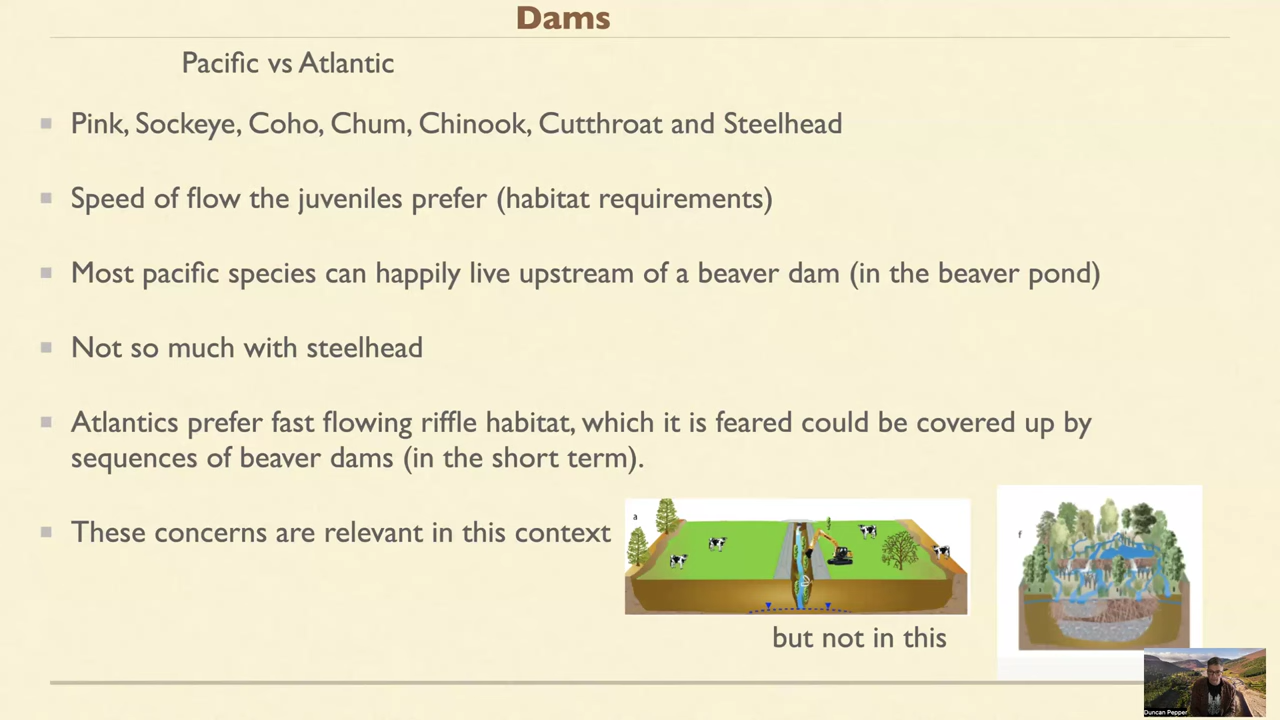 Dams
Pacific vs Atlantic
Pink, Sockeye, Coho, Chum, Chinook, Cutthroat and Steelhead
Speed of flow the juveniles prefer (habitat requirements)
Most pacific species can happily live upstream of a beaver dam (in the beaver pond)
Not so much with steelhead
Atlantics prefer fast flowing riffle habitat, which it is feared could be covered up by
sequences of beaver dams (in the short term).
These concerns are relevant in this context
a
f
but not in this
Duncan Pepper